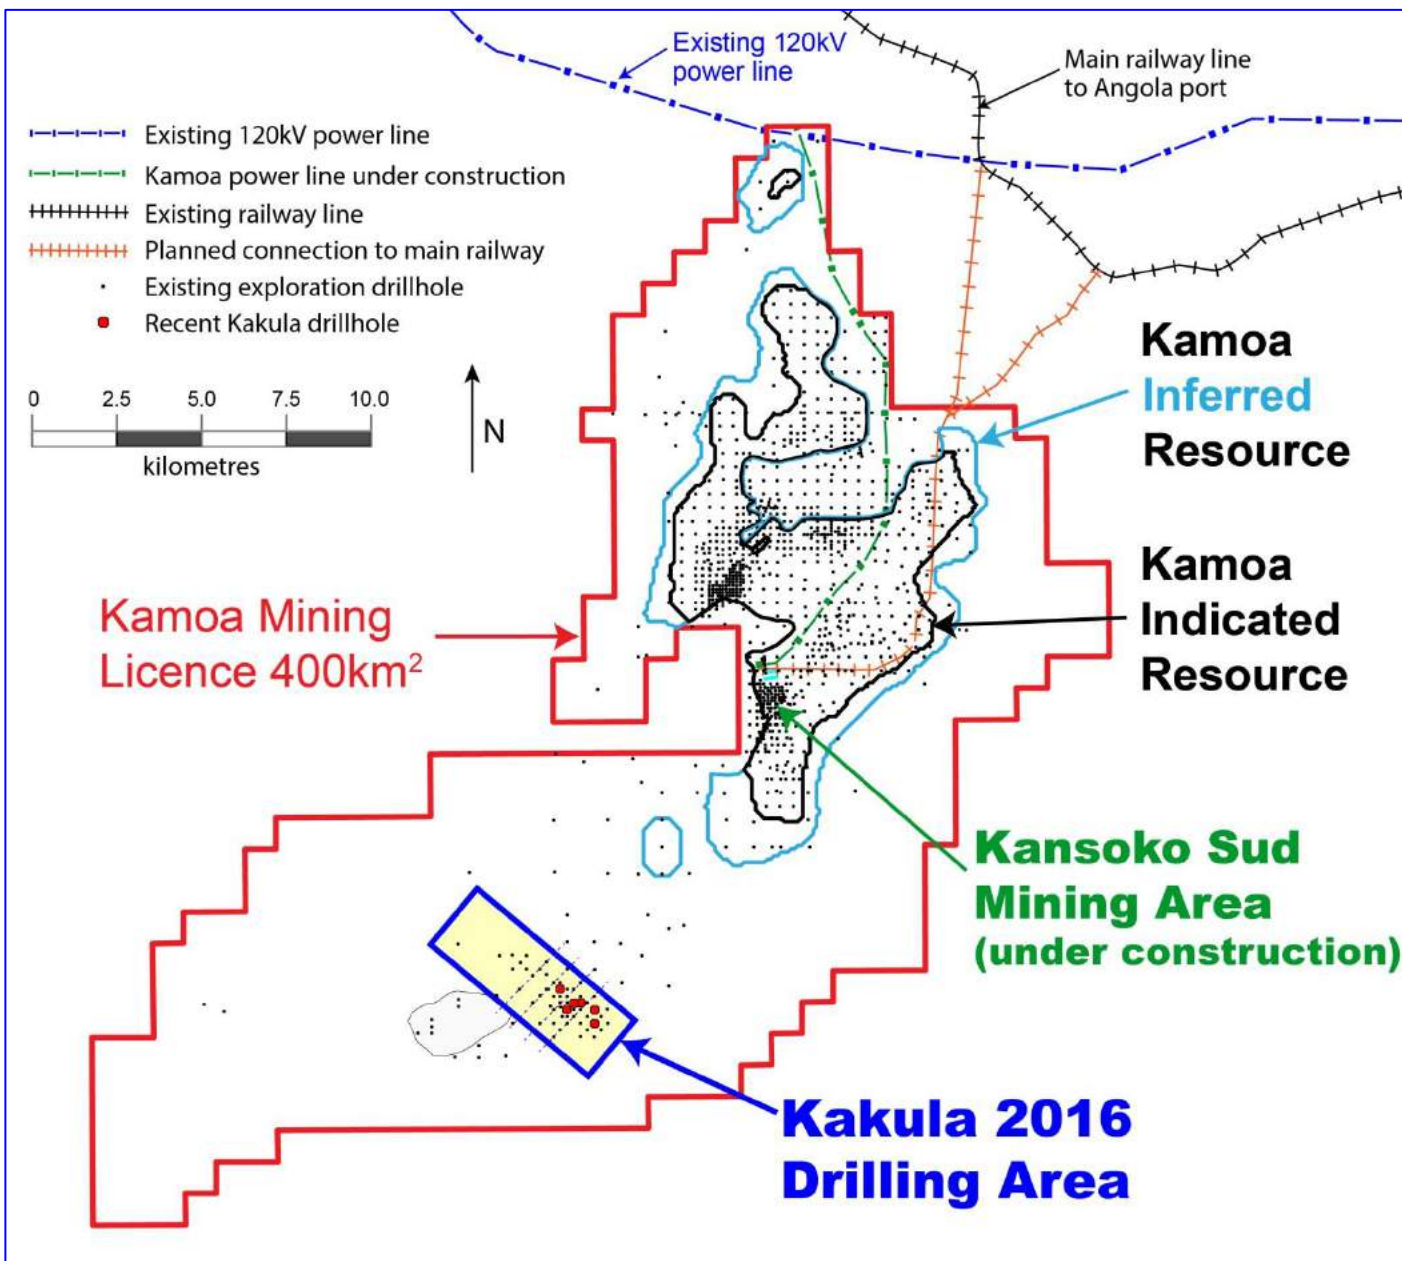 Existing 120kV
power line
Main railway line
to Angola port
Existing 120kV power line
Kamoa power line under construction
Existing railway line
Planned connection to main railway
Existing exploration drillhole
Recent Kakula drillhole
0 2.5 5.0 7.5 10.0
kilometres
N
Kamoa
Inferred
Resource
Kamoa
Indicated
Resource
Kamoa Mining
Licence 400km²
Kansoko Sud
Mining Area
(under construction)
Kakula 2016
Drilling Area